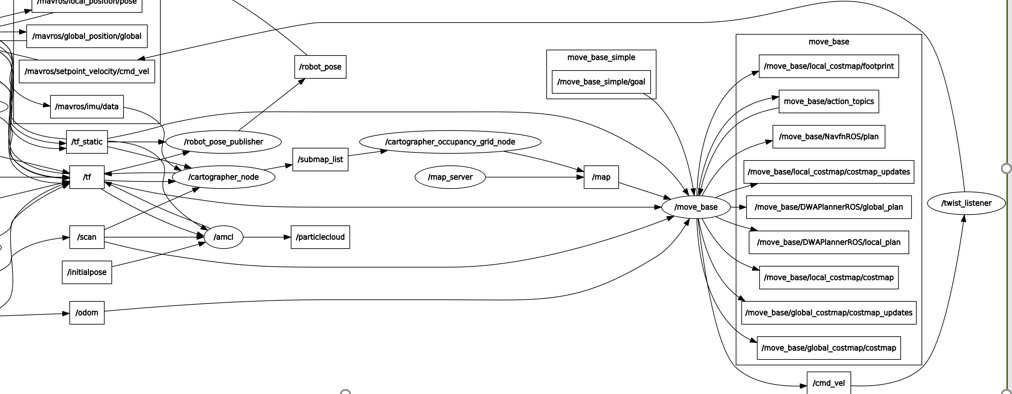 /mavros/local_position/pose
/mavros/global_position/global
/mavros/setpoint_velocity/cmd_vel
/mavros/imu/data
/tf_static
/tf
/scan
/initialpose
/odom
/robot_pose
/robot_pose_publisher
/cartographer_node
/amcl
/submap_list
/particlecloud
/cartographer_occupancy_grid_node
/map_server
/map
move_base_simple
/move_base_simple/goal
/move_base
move_base
/move_base/local_costmap/footprint
move_base/action_topics
/move_base/NavfnROS/plan
/move_base/local_costmap/costmap_updates
/move_base/DWAPlannerROS/global_plan
/move_base/DWAPlannerROS/local_plan
/move_base/local_costmap/costmap
/move_base/global_costmap/costmap_updates
/move_base/global_costmap/costmap
/cmd_vel
/twist_listener